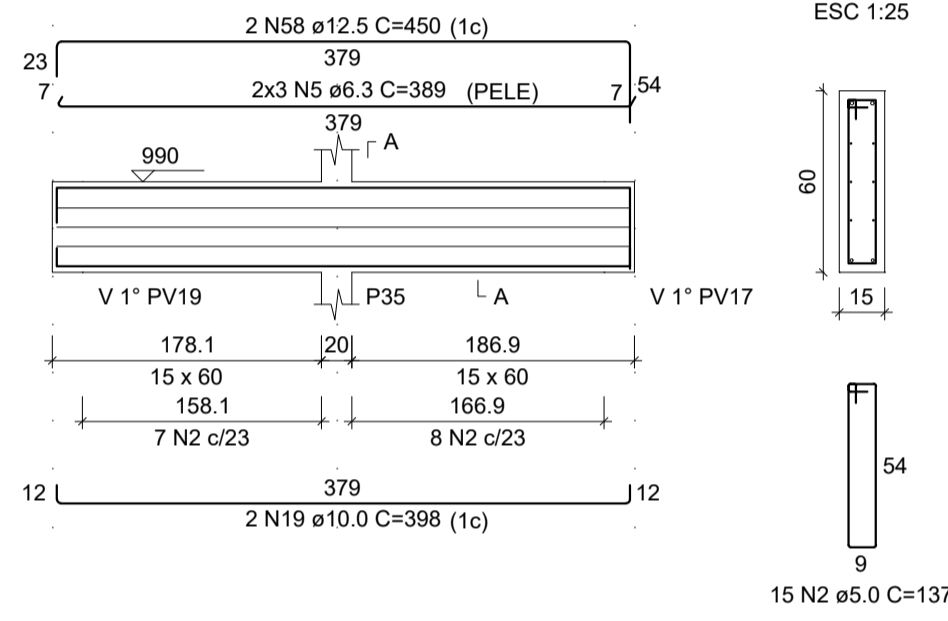 ESC 1:25
2 N58 ø12.5 C=450 (1c)
23 379 54
2x3 N5 ø6.3 C=389 (PELE)
7 7
379
A
990
60
V 1° PV19 P35 A V 1° PV17
15
178.1 20 186.9
15 x 60 15 x 60
158.1 166.9
7 N2 c/23 8 N2 c/23
54
12 379 12
2 N19 ø10.0 C=398 (1c)
9
15 N2 ø5.0 C=137